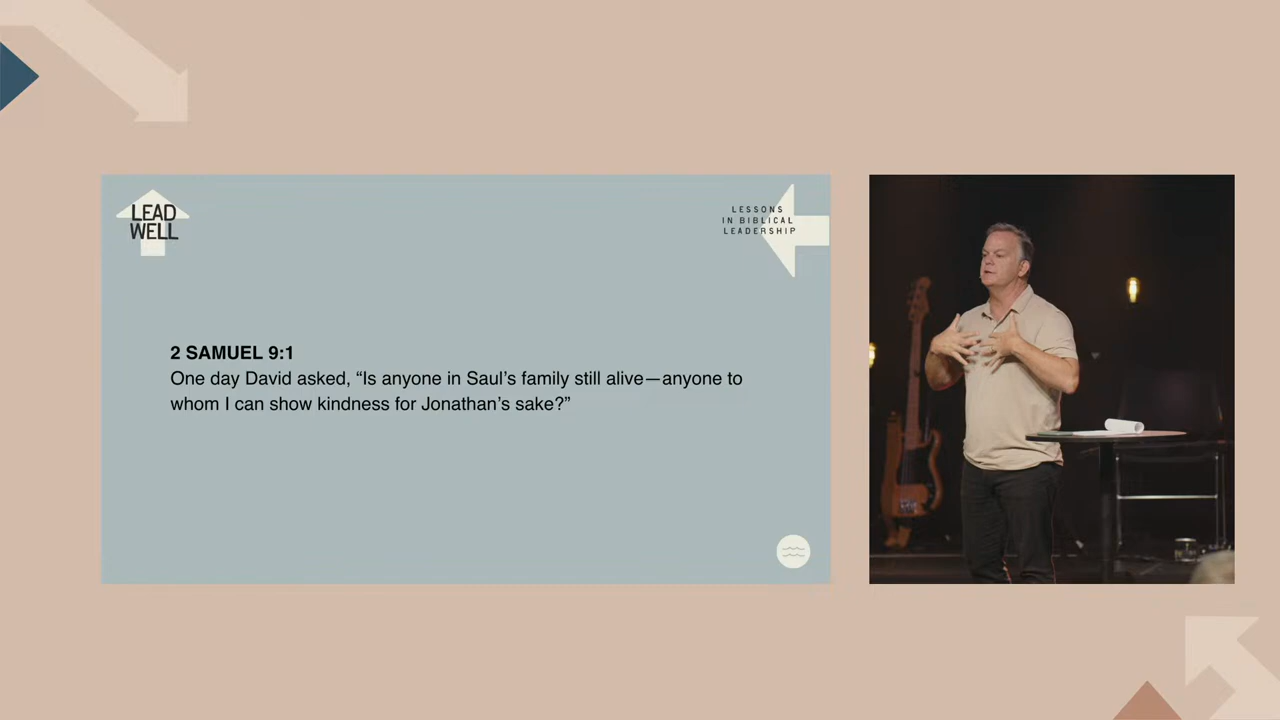 LEAD
WELL
LESSONS
IN BIBLICAL
LEADERSHIP
2 SAMUEL 9:1
One day David asked, “Is anyone in Saul’s family still alive—anyone to
whom I can show kindness for Jonathan’s sake?”